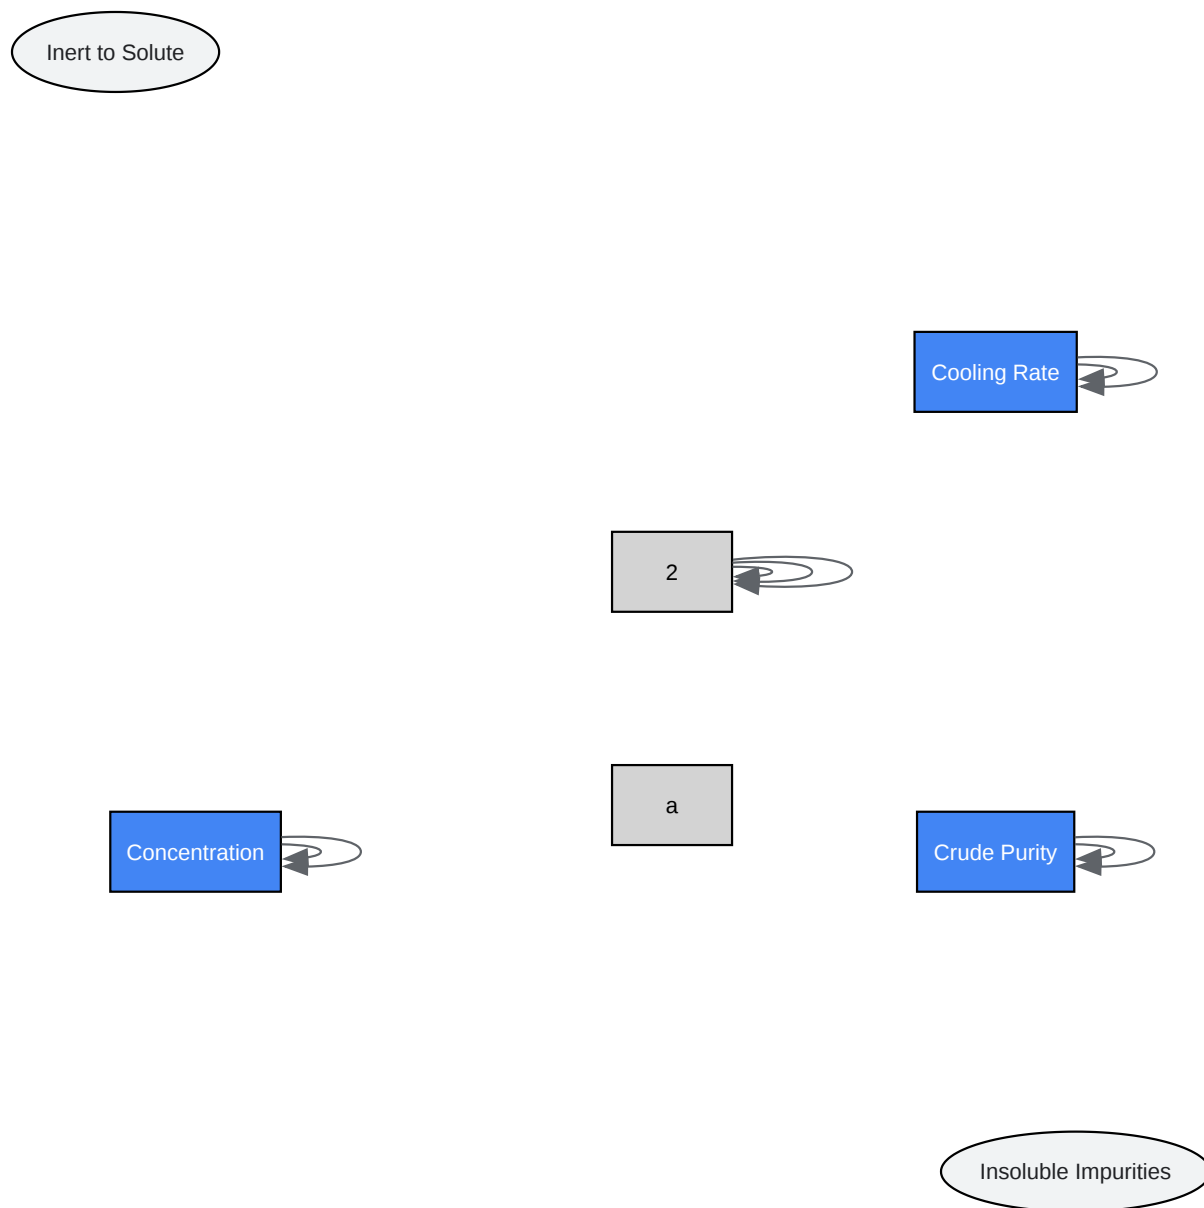 Inert to Solute
Cooling Rate
2
a
Concentration
Crude Purity
Insoluble Impurities